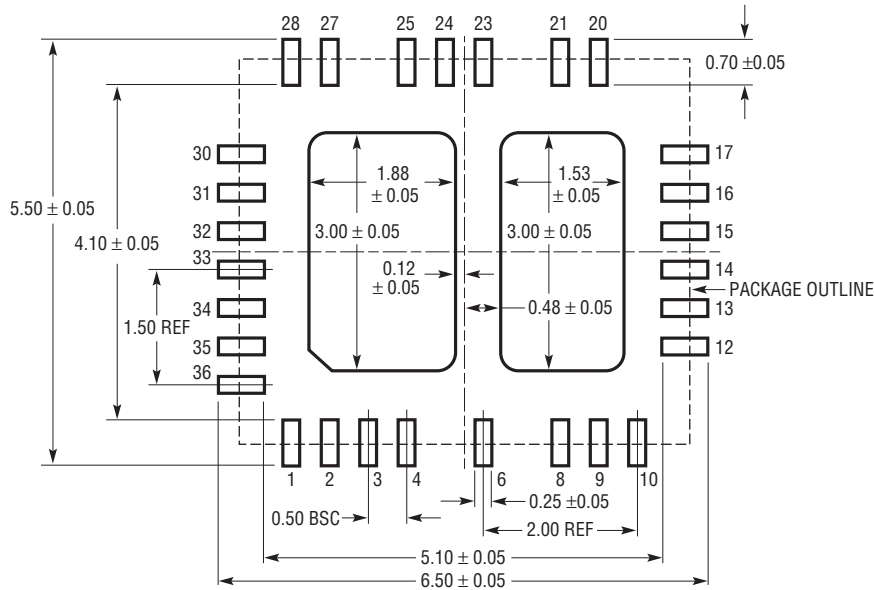 28 27 25 24 23 21 20
0.70 ±0.05
30 17
1.88
± 0.05
1.53
± 0.05
31 16
5.50 ± 0.05
32 3.00 ± 0.05 3.00 ± 0.05 15
4.10 ± 0.05
33 14
0.12
± 0.05
PACKAGE OUTLINE
34 0.48 ± 0.05 13
1.50 REF
35 12
36
1 2 3 4 6 8 9 10
0.25 ±0.05
0.50 BSC
2.00 REF
5.10 ± 0.05
6.50 ± 0.05